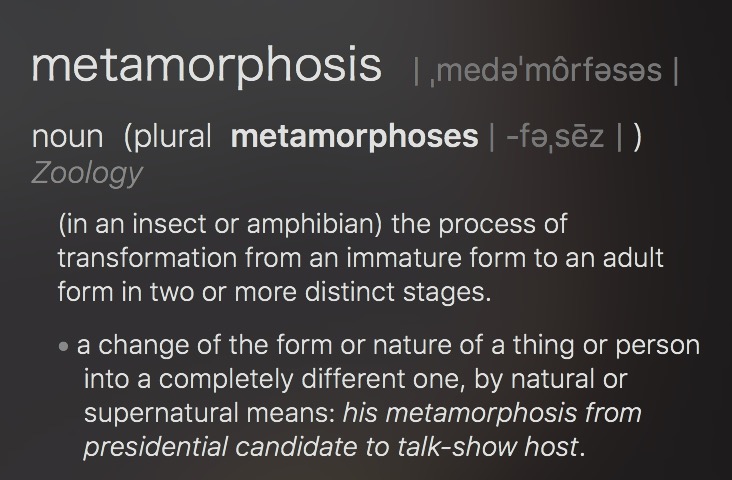 metamorphosis | ˌmedəˈmôrfəsəs |
noun (plural metamorphoses | -fəˌsēz | )
Zoology
(in an insect or amphibian) the process of
transformation from an immature form to an adult
form in two or more distinct stages.
• a change of the form or nature of a thing or person
into a completely different one, by natural or
supernatural means: his metamorphosis from
presidential candidate to talk-show host.